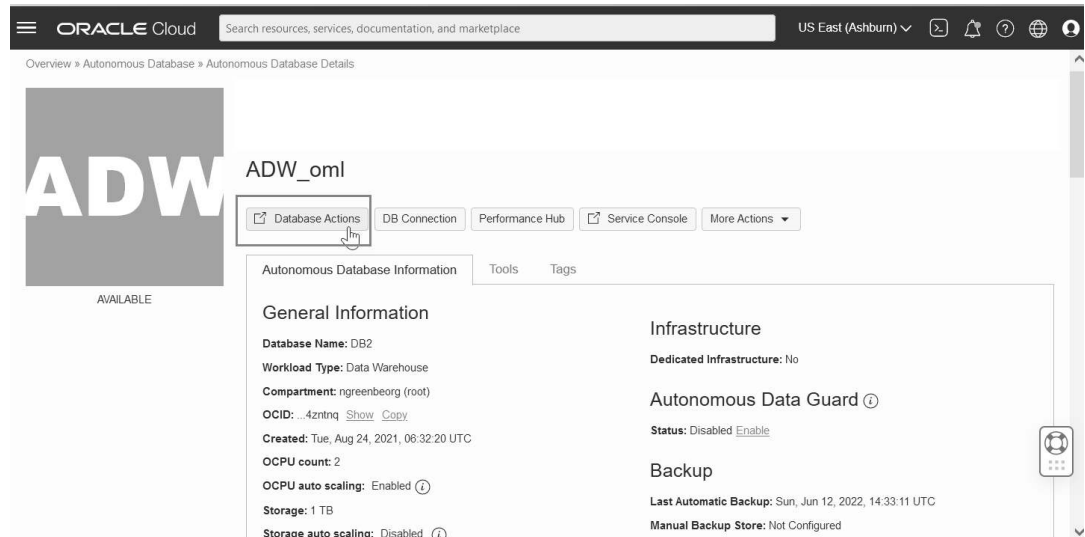 ORACLE Cloud
Search resources, services, documentation, and marketplace
US East (Ashburn)
Overview » Autonomous Database » Autonomous Database Details
ADW
AVAILABLE
ADW_oml
Database Actions
DB Connection
Performance Hub
Service Console
More Actions
Autonomous Database Information
Tools
Tags
General Information
Database Name: DB2
Workload Type: Data Warehouse
Compartment: ngreenbeorg (root)
OCID: ...4zntnq Show Copy
Created: Tue, Aug 24, 2021, 06:32:20 UTC
OCPU count: 2
OCPU auto scaling: Enabled i
Storage: 1 TB
Storage auto scaling: Disabled i
Infrastructure
Dedicated Infrastructure: No
Autonomous Data Guard i
Status: Disabled Enable
Backup
Last Automatic Backup: Sun, Jun 12, 2022, 14:33:11 UTC
Manual Backup Store: Not Configured